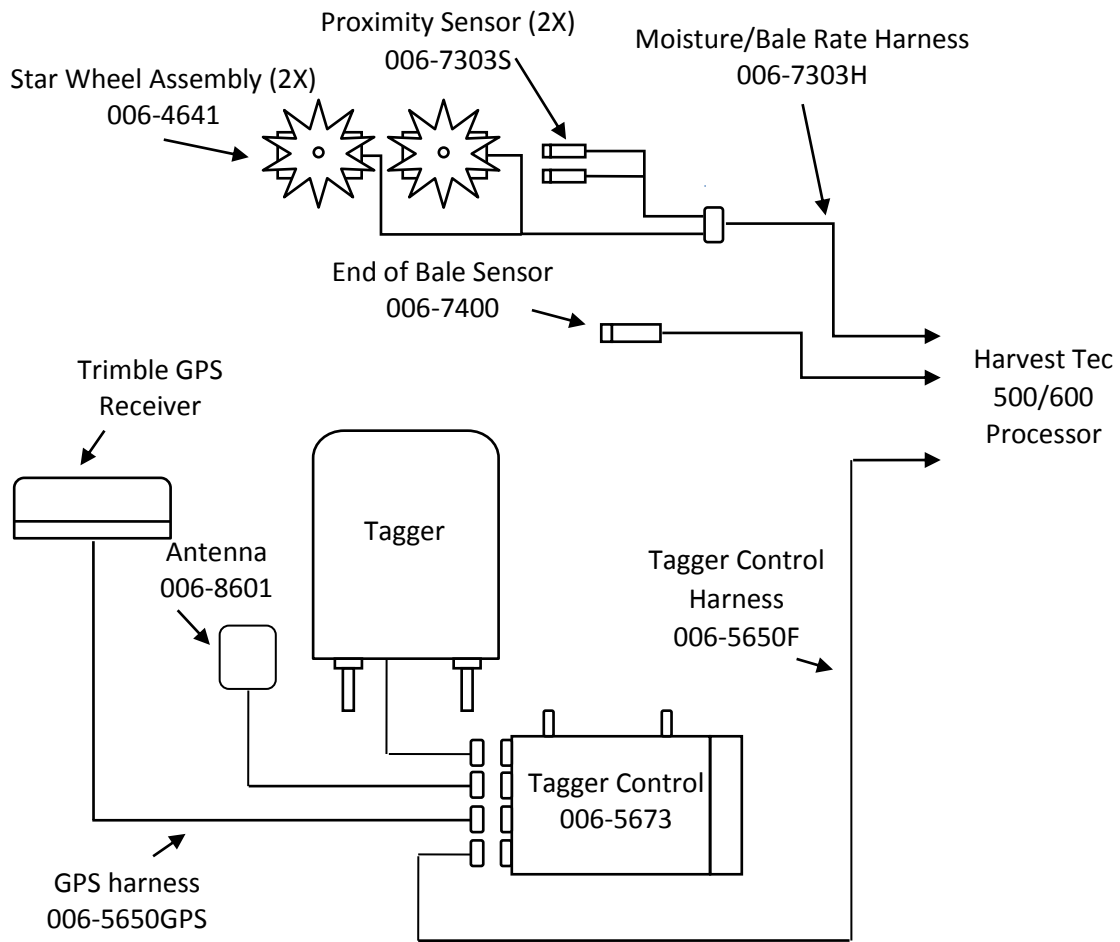 Proximity Sensor (2X)
006-7303S
Moisture/Bale Rate Harness
006-7303H
Star Wheel Assembly (2X)
006-4641
End of Bale Sensor
006-7400
Harvest Tec
500/600
Processor
Trimble GPS
Receiver
Tagger
Antenna
006-8601
Tagger Control
Harness
006-5650F
Tagger Control
006-5673
GPS harness
006-5650GPS